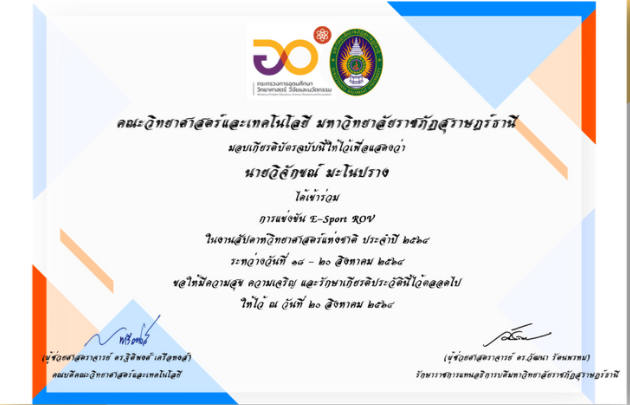 กระทรวงการอุดมศึกษา
วิทยาศาสตร์ วิจัยและนวัตกรรม
คณะวิทยาศาสตร์และเทคโนโลยี มหาวิทยาลัยราชภัฏสุราษฎร์ธานี
มอบเกียรติบัตรฉบับนี้ให้ไว้เพื่อแสดงว่า
นายวิจักขณ์ มะโนปราง
ได้เข้าร่วม
การแข่งขัน E-Sport ROV
ในงานสัปดาห์วิทยาศาสตร์แห่งชาติ ประจำปี ๒๕๖๔
ระหว่างวันที่ ๑๘ - ๒๐ สิงหาคม ๒๕๖๔
ขอให้มีความสุข ความเจริญ และรักษาเกียรติประวัตินี้ไว้ตลอดไป
ให้ไว้ ณ วันที่ ๒๐ สิงหาคม ๒๕๖๔
(ผู้ช่วยศาสตราจารย์ ดร.ฐิติพงศ์ เครือหงส์)
คณบดีคณะวิทยาศาสตร์และเทคโนโลยี
(ผู้ช่วยศาสตราจารย์ ดร.วัฒนา รัตนพรหม)
รักษาราชการแทนอธิการบดีมหาวิทยาลัยราชภัฏสุราษฎร์ธานี